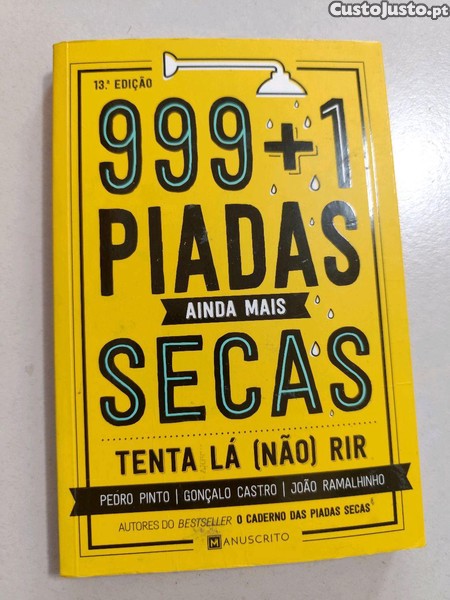 CustoJusto.pt
13.ª EDIÇÃO
999+1
PIADAS
AINDA MAIS
SECAS
TENTA LÁ (NÃO) RIR
PEDRO PINTO | GONÇALO CASTRO | JOÃO RAMALHINHO
AUTORES DO BESTSELLER O CADERNO DAS PIADAS SECAS
MANUSCRITO